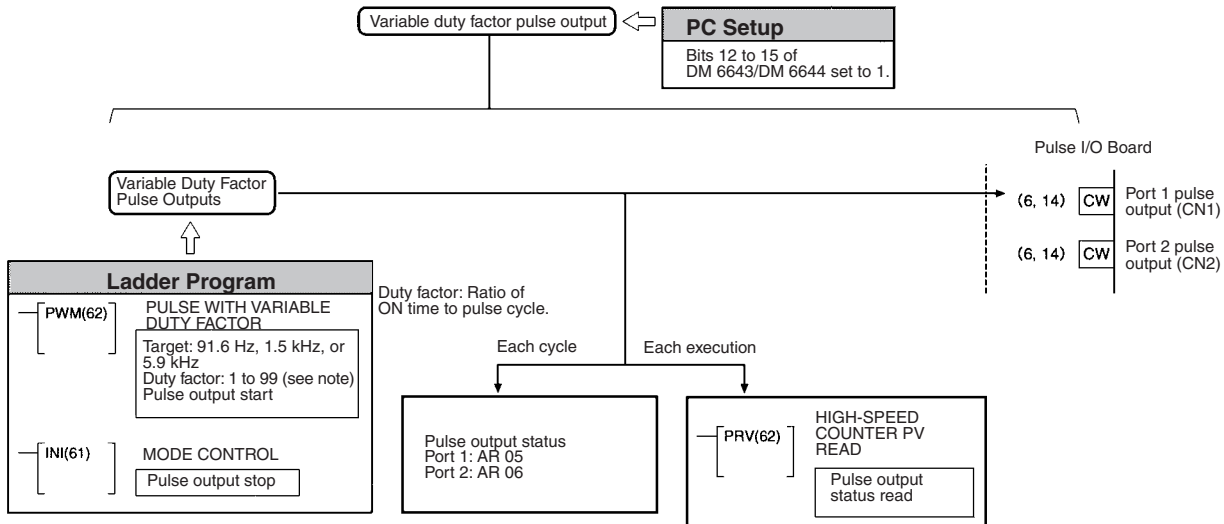 Variable duty factor pulse output
PC Setup
Bits 12 to 15 of
DM 6643/DM 6644 set to 1.
Pulse I/O Board
Variable Duty Factor
Pulse Outputs
(6, 14) CW Port 1 pulse
output (CN1)
(6, 14) CW Port 2 pulse
output (CN2)
Ladder Program
PWM(62)
PULSE WITH VARIABLE
DUTY FACTOR
Target: 91.6 Hz, 1.5 kHz, or
5.9 kHz
Duty factor: 1 to 99 (see note)
Pulse output start
INI(61)
MODE CONTROL
Pulse output stop
Duty factor: Ratio of
ON time to pulse cycle.
Each cycle
Each execution
Pulse output status
Port 1: AR 05
Port 2: AR 06
PRV(62)
HIGH-SPEED
COUNTER PV
READ
Pulse output
status read